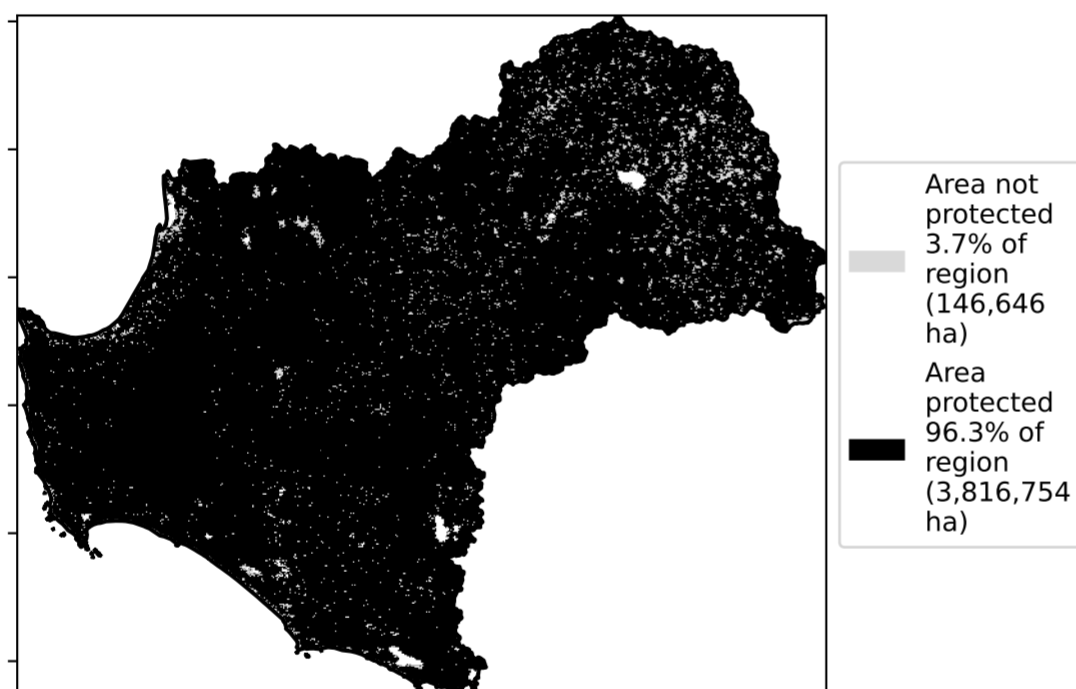 Area not
protected
3.7% of
region
(146,646
ha)
Area
protected
96.3% of
region
(3,816,754
ha)